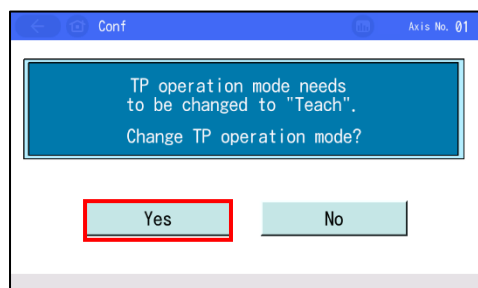 Conf
Axis No. 01
TP operation mode needs
to be changed to "Teach".
Change TP operation mode?
Yes
No